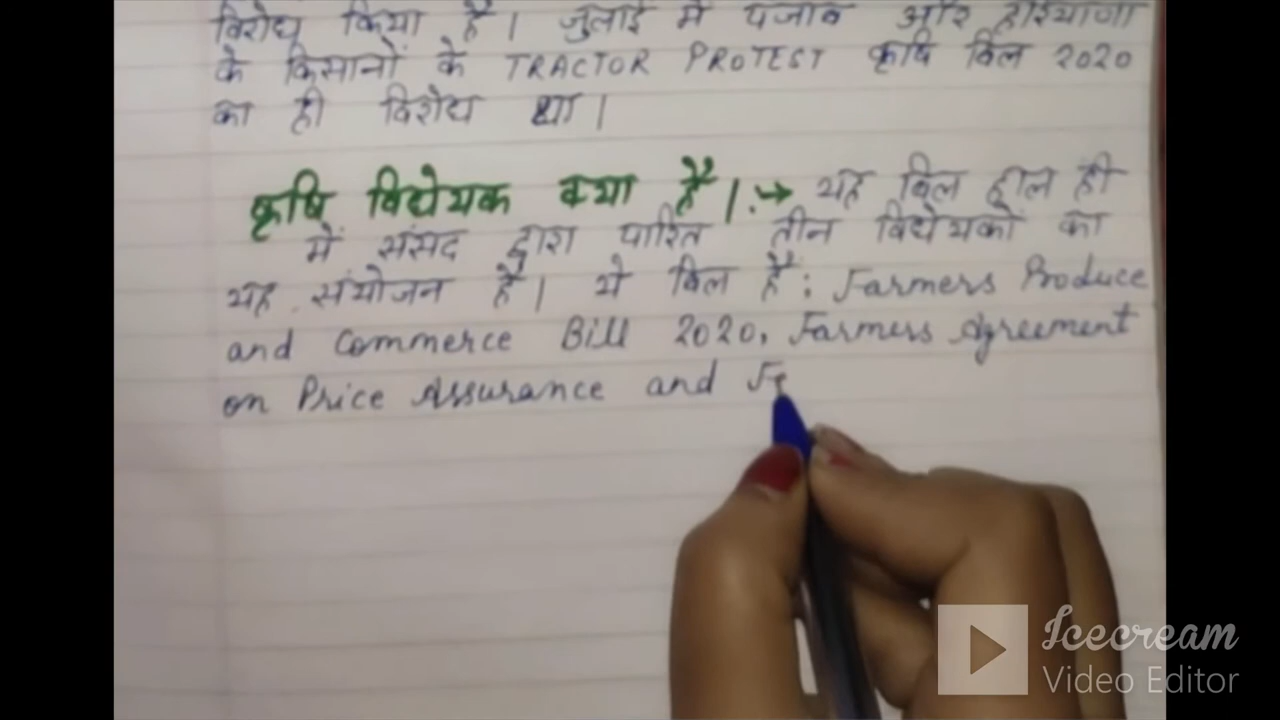 विरोध किया है। जुलाई में पंजाब और हरियाणा
के किसानों के TRACTOR PROTEST कृषि बिल 2020
का ही विरोध था।
कृषि विधेयक क्या है।:→ यह बिल हाल ही
में संसद द्वारा पारित तीन विधेयकों का
यह संयोजन है। ये बिल है: Farmers Produce
and Commerce Bill 2020, Farmers Agreement
on Price Assurance and Fa
Icecream
Video Editor